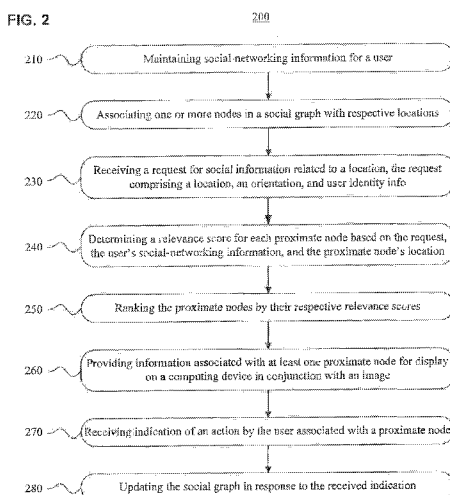 FIG. 2
200
210
Maintaining social-networking information for a user
220
Associating one or more nodes in a social graph with respective locations
230
Receiving a request for social information related to a location, the request
comprising a location, an orientation, and user identity info
240
Determining a relevance score for each proximate node based on the request,
the user's social-networking information, and the proximate node's location
250
Ranking the proximate nodes by their respective relevance scores
260
Providing information associated with at least one proximate node for display
on a computing device in conjunction with an image
270
Receiving indication of an action by the user associated with a proximate node
280
Updating the social graph in response to the received indication